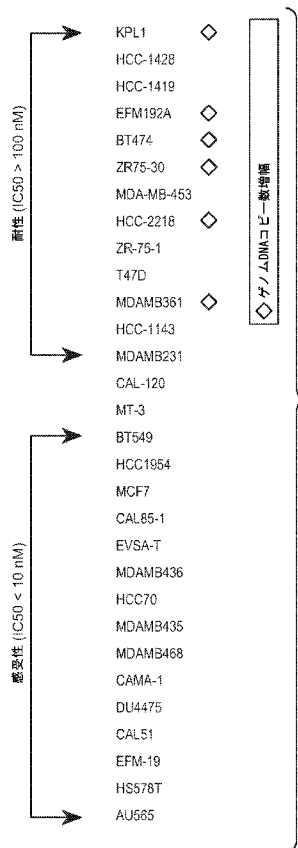 KPL1 ◇
HCC-1428
HCC-1419
EFM192A ◇
BT474 ◇
ZR75-30 ◇
MDA-MB-453
HCC-2218 ◇
ZR-75-1
T47D
MDAMB361 ◇
HCC-1143
MDAMB231
CAL-120
MT-3
BT549
HCC1954
MCF7
CAL85-1
EVSA-T
MDAMB436
HCC70
MDAMB435
MDAMB468
CAMA-1
DU4475
CAL51
EFM-19
HS578T
AU565
耐性 (IC50 > 100 nM)
感受性 (IC50 < 10 nM)
◇ ゲノムDNAコピー数増幅